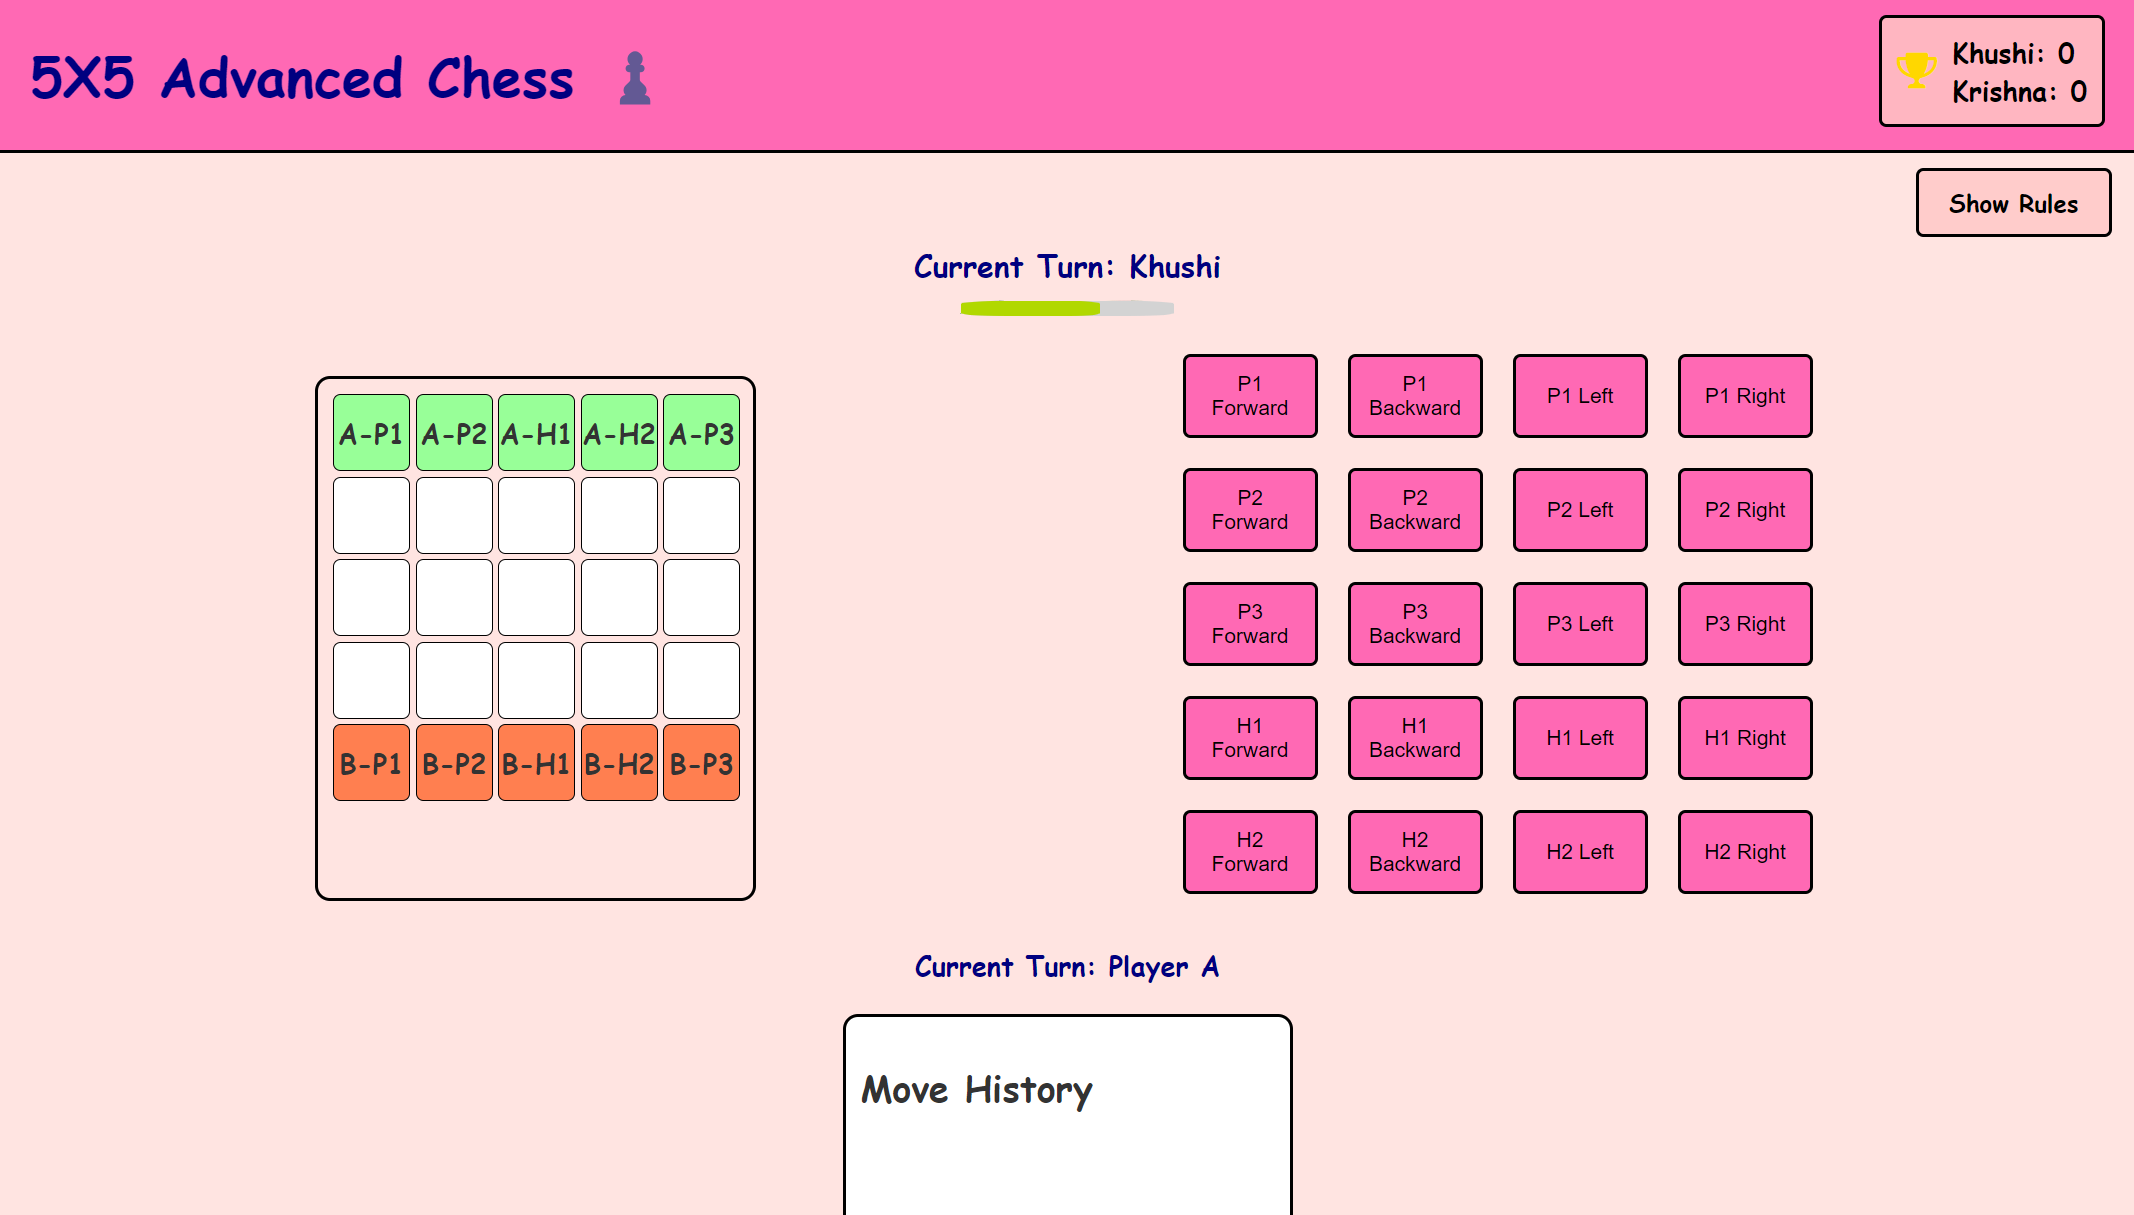 5X5 Advanced Chess
Khushi: 0
Krishna: 0
Show Rules
Current Turn: Khushi
A-P1 A-P2 A-H1 A-H2 A-P3
B-P1 B-P2 B-H1 B-H2 B-P3
P1
Forward
P1
Backward
P1 Left
P1 Right
P2
Forward
P2
Backward
P2 Left
P2 Right
P3
Forward
P3
Backward
P3 Left
P3 Right
H1
Forward
H1
Backward
H1 Left
H1 Right
H2
Forward
H2
Backward
H2 Left
H2 Right
Current Turn: Player A
Move History